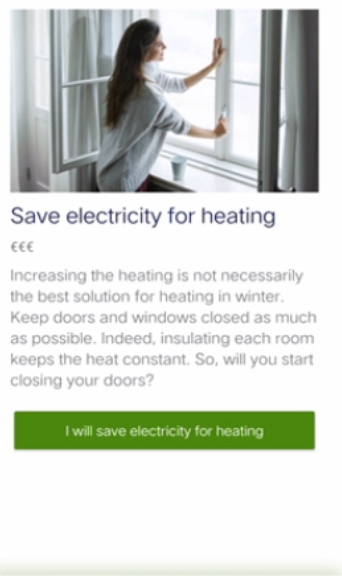 Save electricity for heating
€€€
Increasing the heating is not necessarily
the best solution for heating in winter.
Keep doors and windows closed as much
as possible. Indeed, insulating each room
keeps the heat constant. So, will you start
closing your doors?
I will save electricity for heating